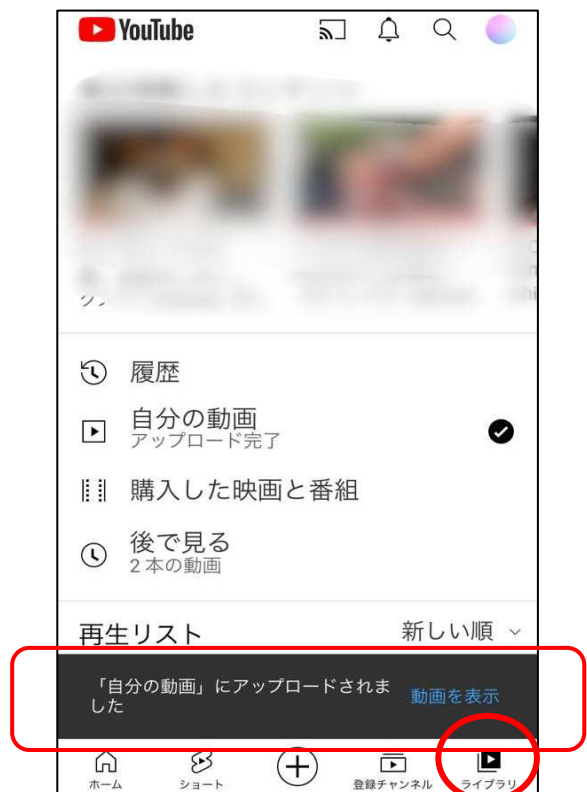 YouTube
履歴
自分の動画
アップロード完了
購入した映画と番組
後で見る
2 本の動画
再生リスト 新しい順
「自分の動画」にアップロードされま
した
動画を表示
ホーム ショート 登録チャンネル ライブラリ